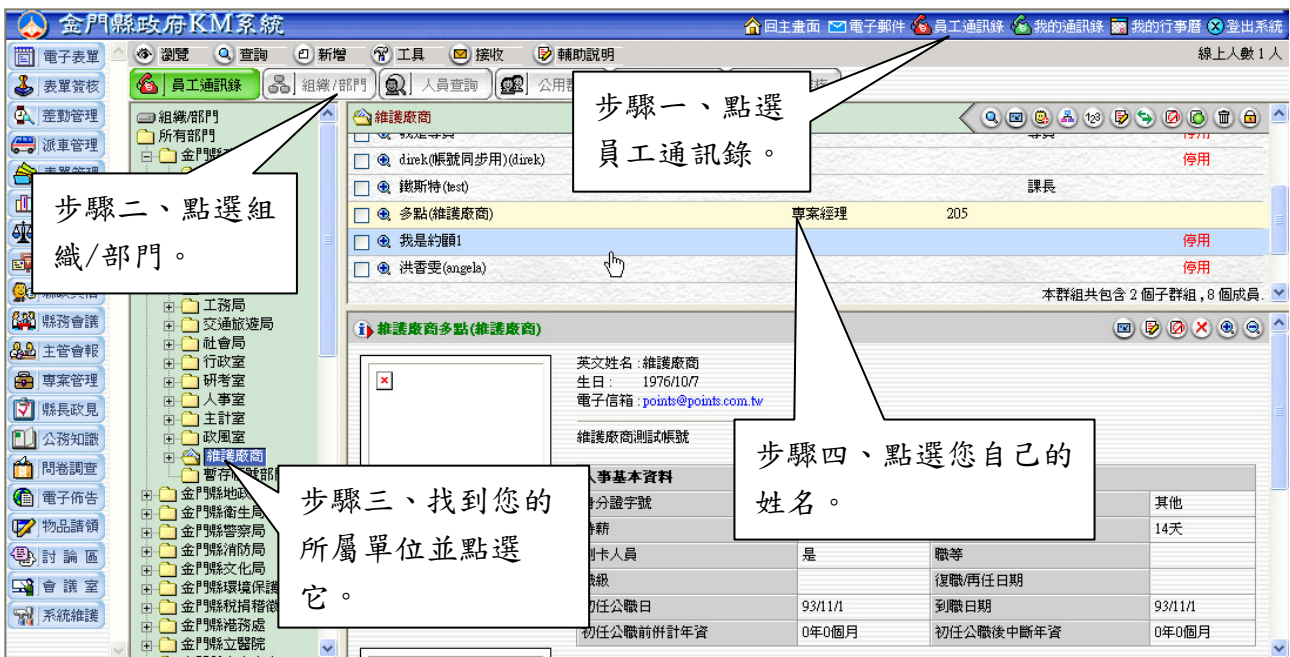 金門縣政府KM系統
回主畫面 電子郵件 員工通訊錄 我的通訊錄 我的行事曆 登出系統
瀏覽 查詢 新增 工具 接收 輔助說明
線上人數 1 人
員工通訊錄 組織/部門 人員查詢
電子表單
表單簽核
差勤管理
派車管理
縣務會議
主管會報
專案管理
縣長政見
公務知識
問卷調查
電子佈告
物品請領
討 論 區
會 議 室
系統維護
組織/部門
所有部門
工務局
交通旅遊局
社會局
行政室
研考室
人事室
主計室
政風室
維護廠商
金門縣衛生局
金門縣警察局
金門縣消防局
金門縣文化局
金門縣港務處
金門縣立醫院
步驟一、點選
員工通訊錄。
步驟二、點選組
織/部門。
步驟三、找到您的
所屬單位並點選
它。
步驟四、點選您自己的
姓名。
維護廠商
direk(帳號同步用)(direk) 停用
鐵斯特(test) 課長
多點(維護廠商) 專案經理 205
我是約顧1 停用
洪香雯(angela) 停用
本群組共包含 2 個子群組 , 8 個成員.
維護廠商多點(維護廠商)
英文姓名 : 維護廠商
生日 : 1976/10/7
電子信箱 : points@points.com.tw
維護廠商測試帳號
人事基本資料
身分證字號 其他
14天
刷卡人員 是 職等
復職/再任日期
初任公職日 93/11/1 到職日期 93/11/1
初任公職前併計年資 0年0個月 初任公職後中斷年資 0年0個月